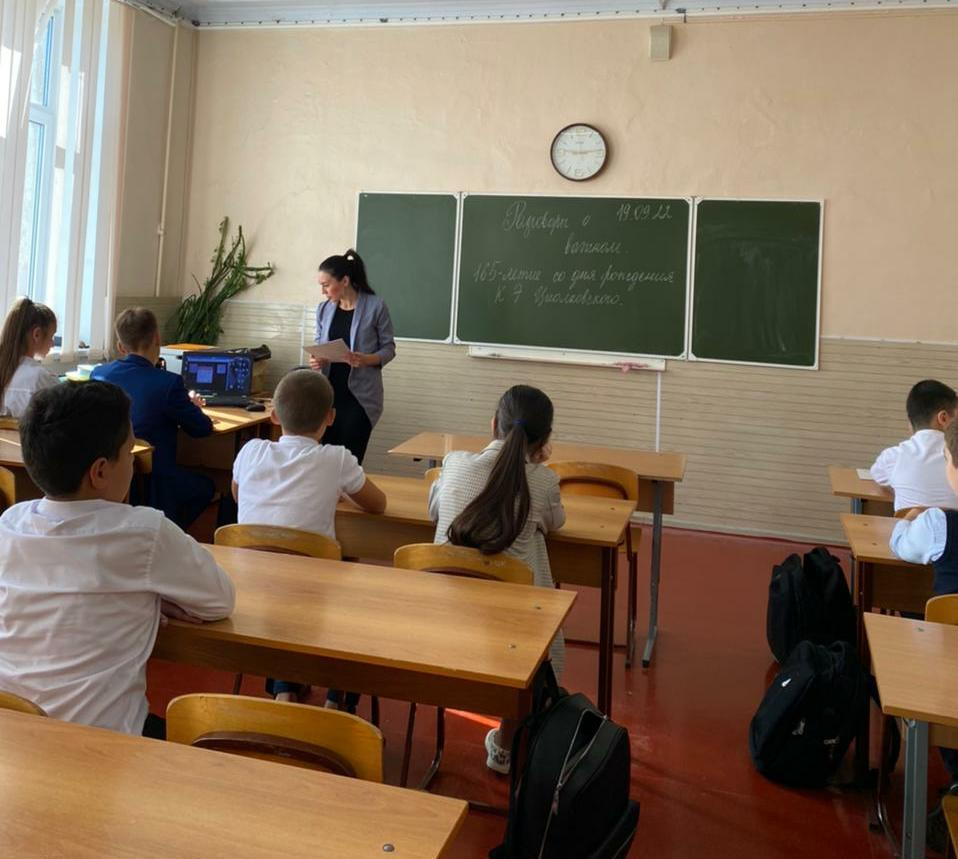 Разговоры о 19.09.22
важном.
165-летие со дня рождения
К Э Циолковского.